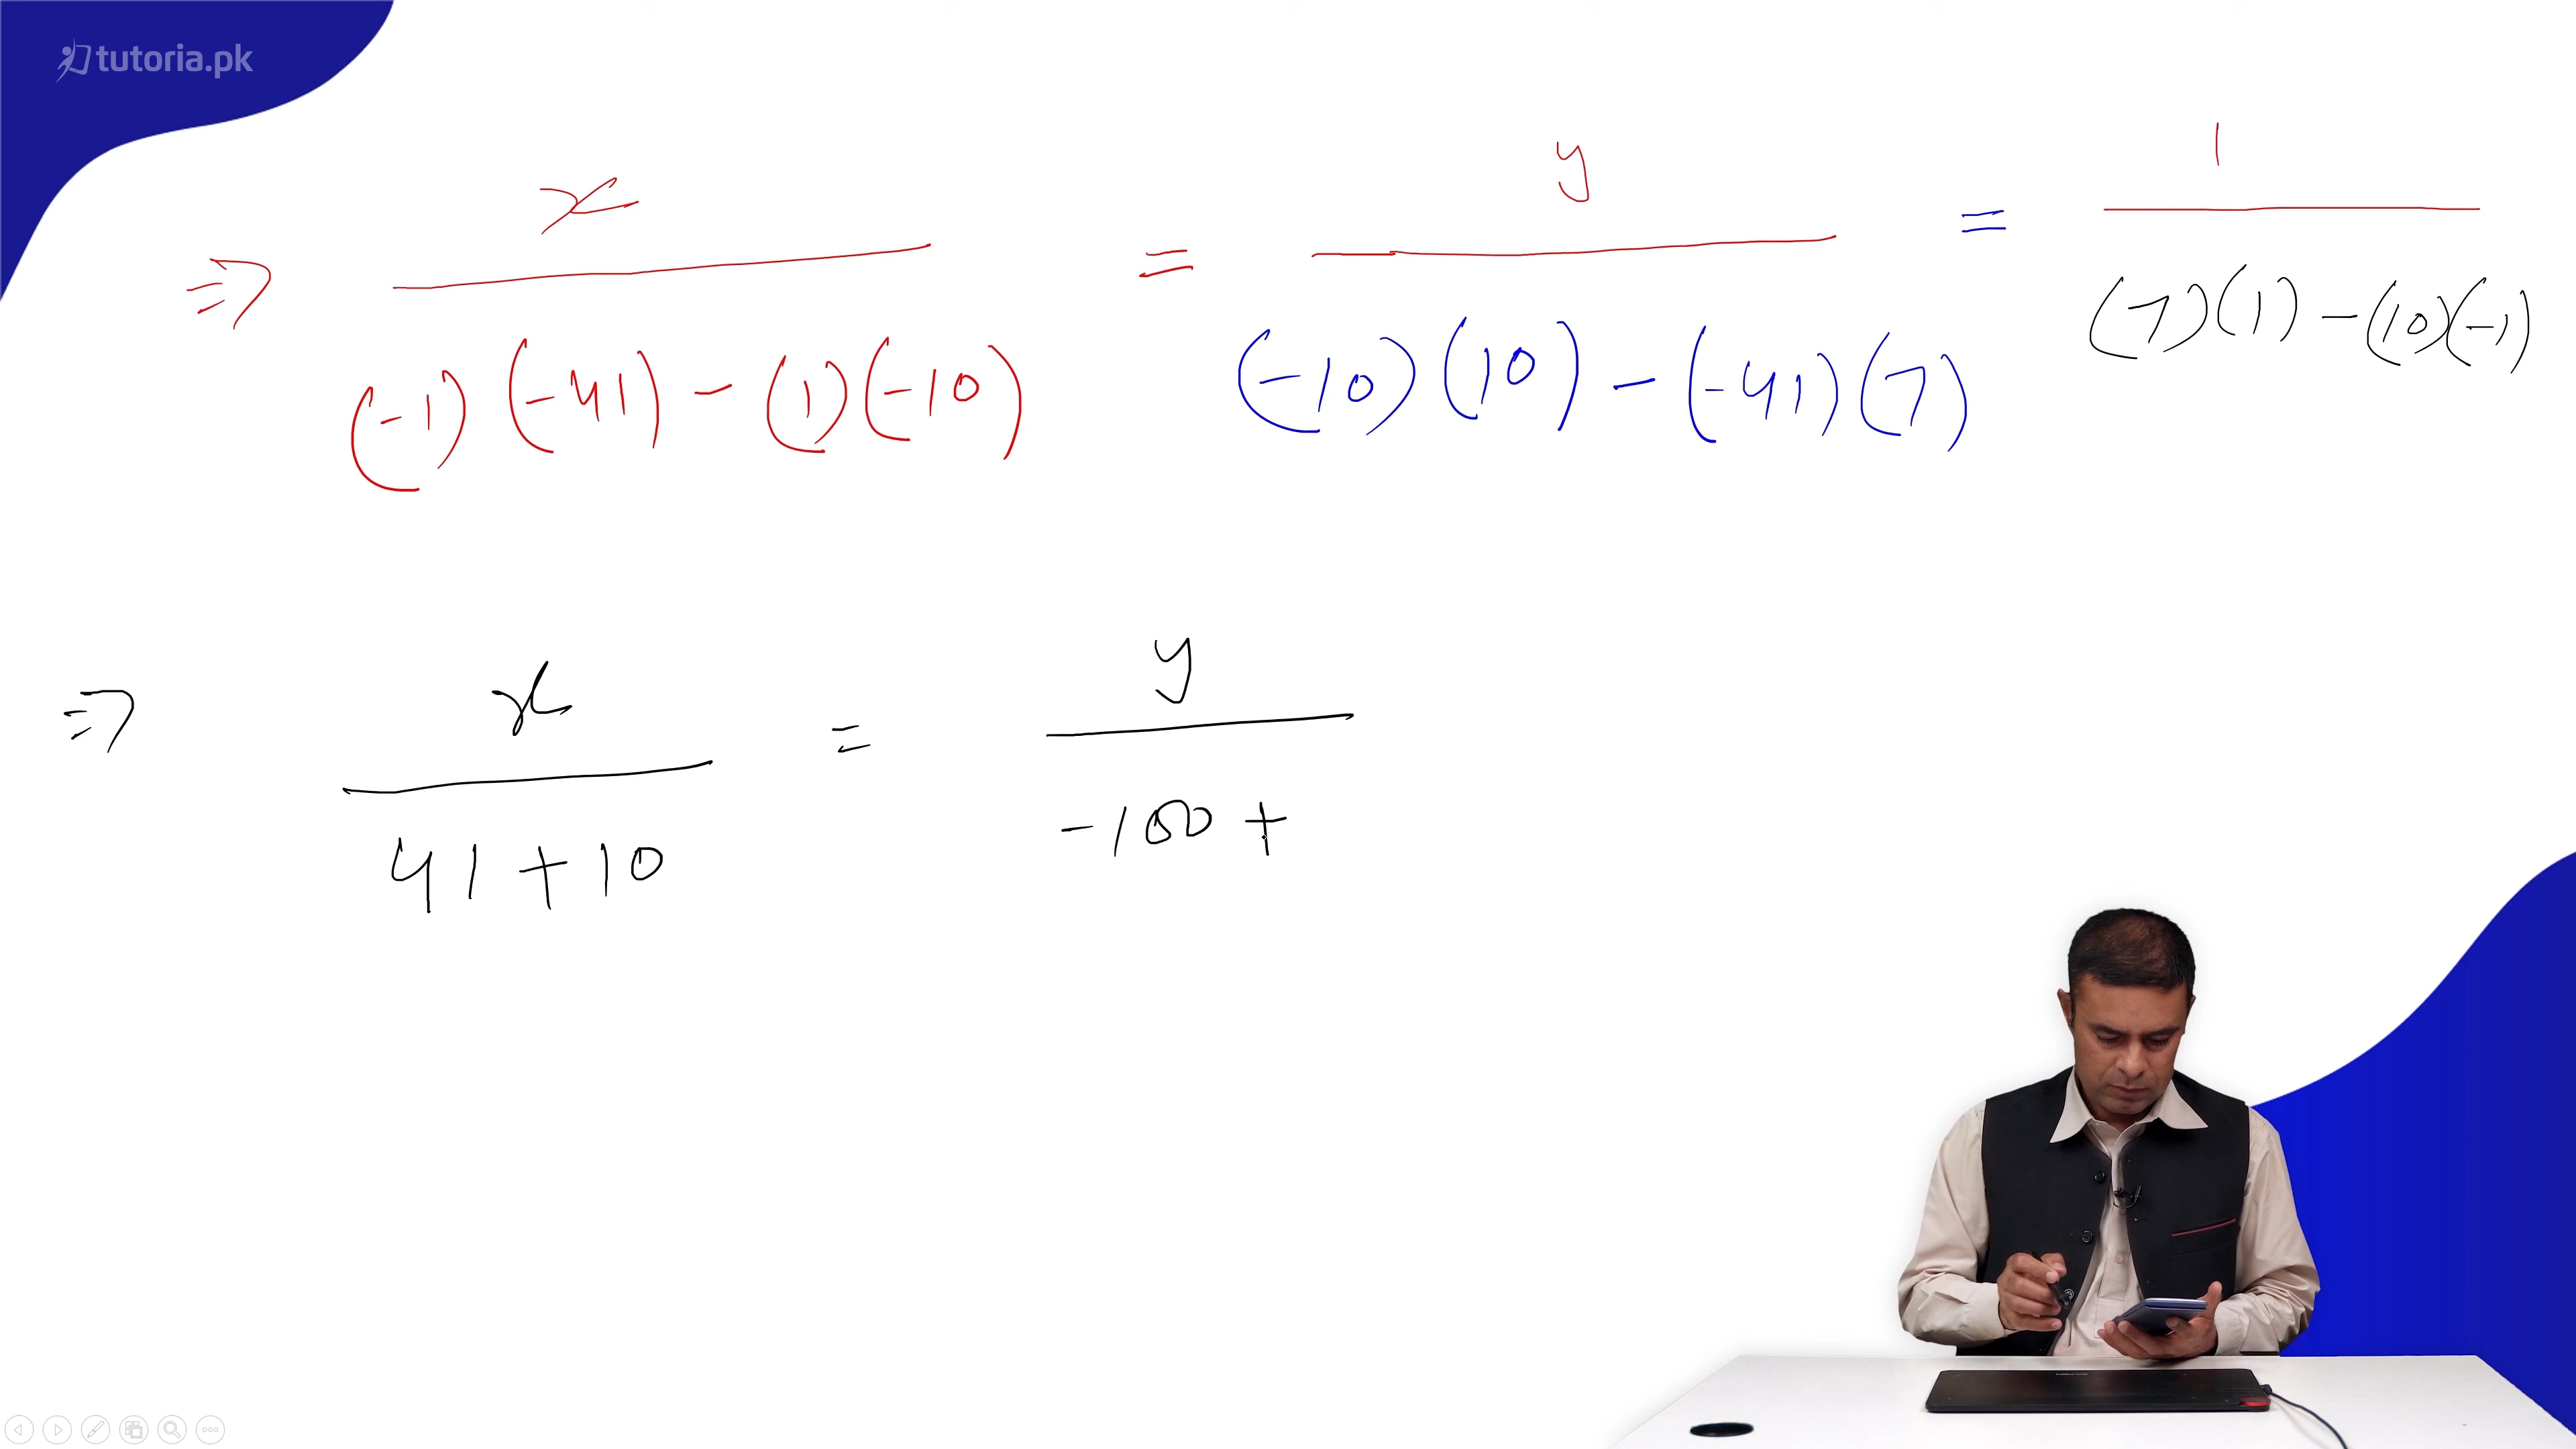 tutoria.pk
⇒ x / (-1)(-41) - (1)(-10) = y / (-10)(10) - (-41)(7) = 1 / (7)(1) - (10)(-1)
⇒ x / 41 + 10 = y / -100 +